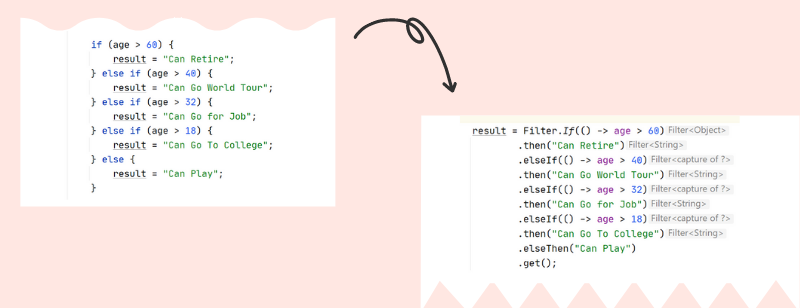 if (age > 60) {
result = "Can Retire";
} else if (age > 40) {
result = "Can Go World Tour";
} else if (age > 32) {
result = "Can Go for Job";
} else if (age > 18) {
result = "Can Go To College";
} else {
result = "Can Play";
}
result = Filter.If(() -> age > 60) Filter<Object>
.then("Can Retire") Filter<String>
.elseIf(() -> age > 40) Filter<capture of ?>
.then("Can Go World Tour") Filter<String>
.elseIf(() -> age > 32) Filter<capture of ?>
.then("Can Go for Job") Filter<String>
.elseIf(() -> age > 18) Filter<capture of ?>
.then("Can Go To College") Filter<String>
.elseThen("Can Play")
.get();